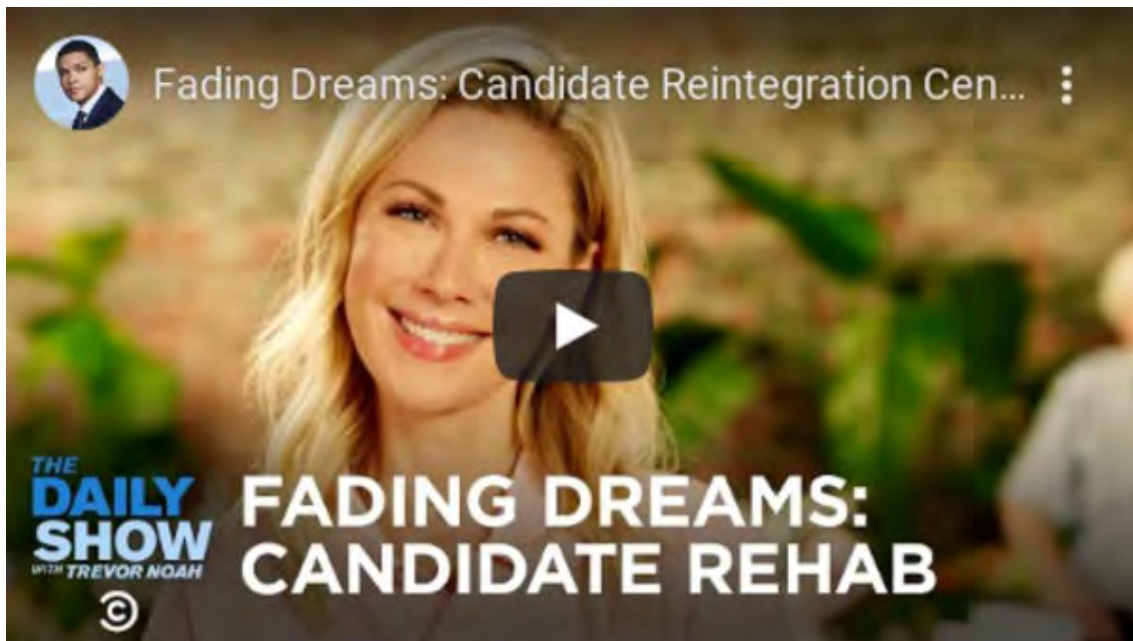 Fading Dreams: Candidate Reintegration Cen...
THE
DAILY
SHOW
WITH TREVOR NOAH
FADING DREAMS:
CANDIDATE REHAB